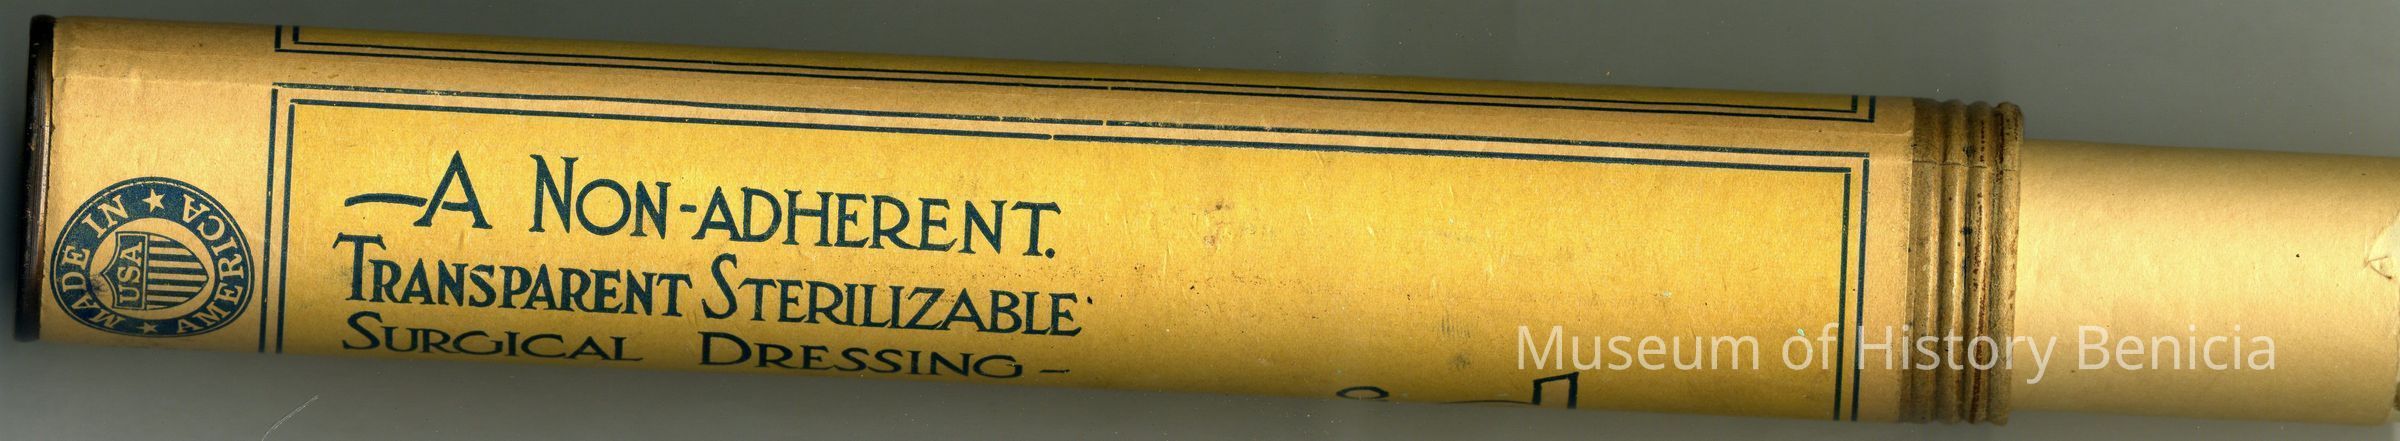 —A NON-ADHERENT.
TRANSPARENT STERILIZABLE
SURGICAL DRESSING—
MADE IN ★ AMERICA ★
USA
Museum of History Benicia